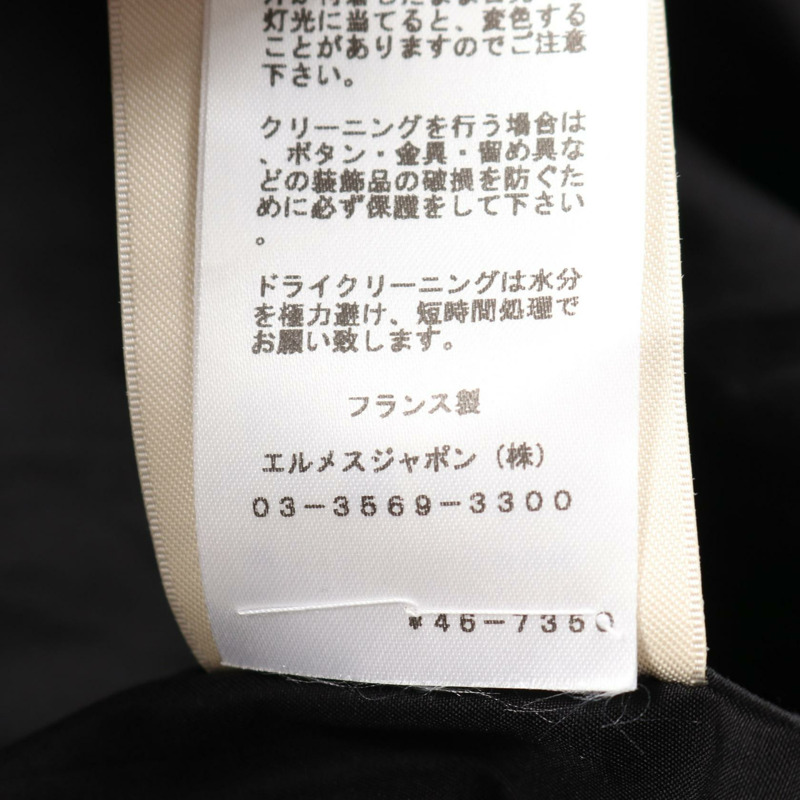 灯光に当てると、変色する
ことがありますのでご注意
下さい。
クリーニングを行う場合は
、ボタン・金具・留め具な
どの装飾品の破損を防ぐた
めに必ず保護をして下さい
。
ドライクリーニングは水分
を極力避け、短時間処理で
お願い致します。
フランス製
エルメスジャポン（株）
03-3569-3300
*46-7350